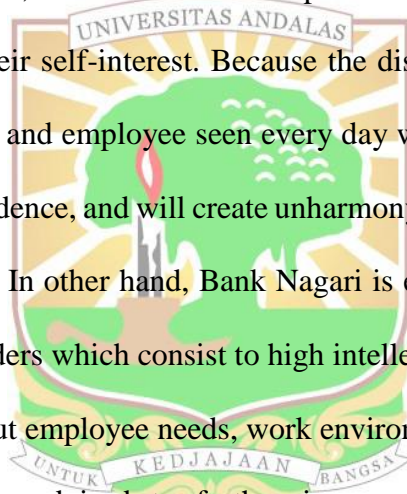 UNIVERSITAS ANDALAS
eir self-interest. Because the dis
and employee seen every day w
dence, and will create unharmony
In other hand, Bank Nagari is
ders which consist to high intelle
ut employee needs, work environ
UNTUK KEDJAJAAN BANGSA